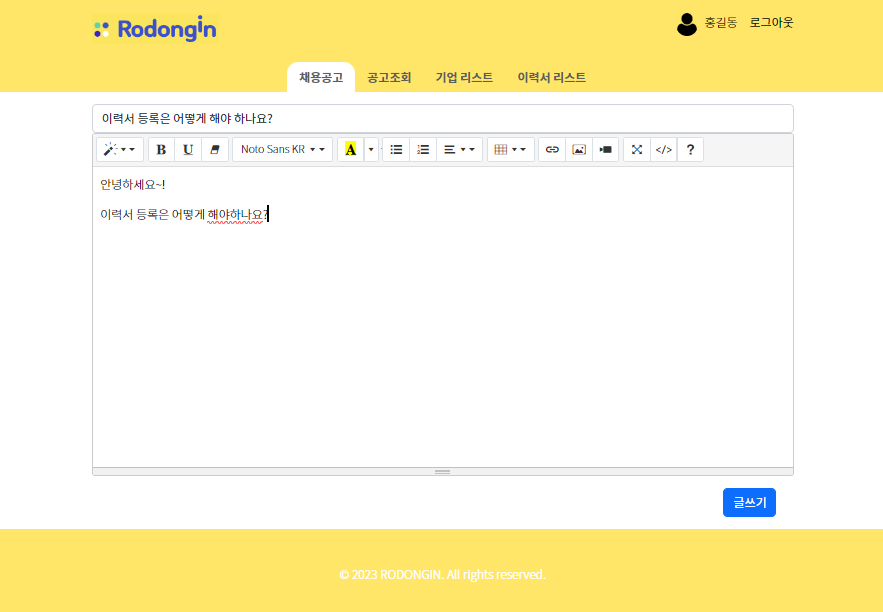 Rodongin
홍길동 로그아웃
채용공고 공고조회 기업 리스트 이력서 리스트
이력서 등록은 어떻게 해야 하나요?
B U Noto Sans KR A </> ?
안녕하세요~!
이력서 등록은 어떻게 해야하나요?
글쓰기
© 2023 RODONGIN. All rights reserved.